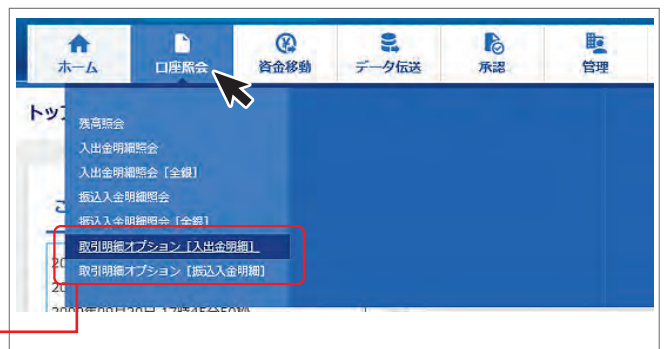 ホーム
口座照会
資金移動
データ伝送
承認
管理
トップ
残高照会
入出金明細照会
入出金明細照会［全銀］
振込入金明細照会
振込入金明細照会［全銀］
取引明細オプション［入出金明細］
取引明細オプション［振込入金明細］